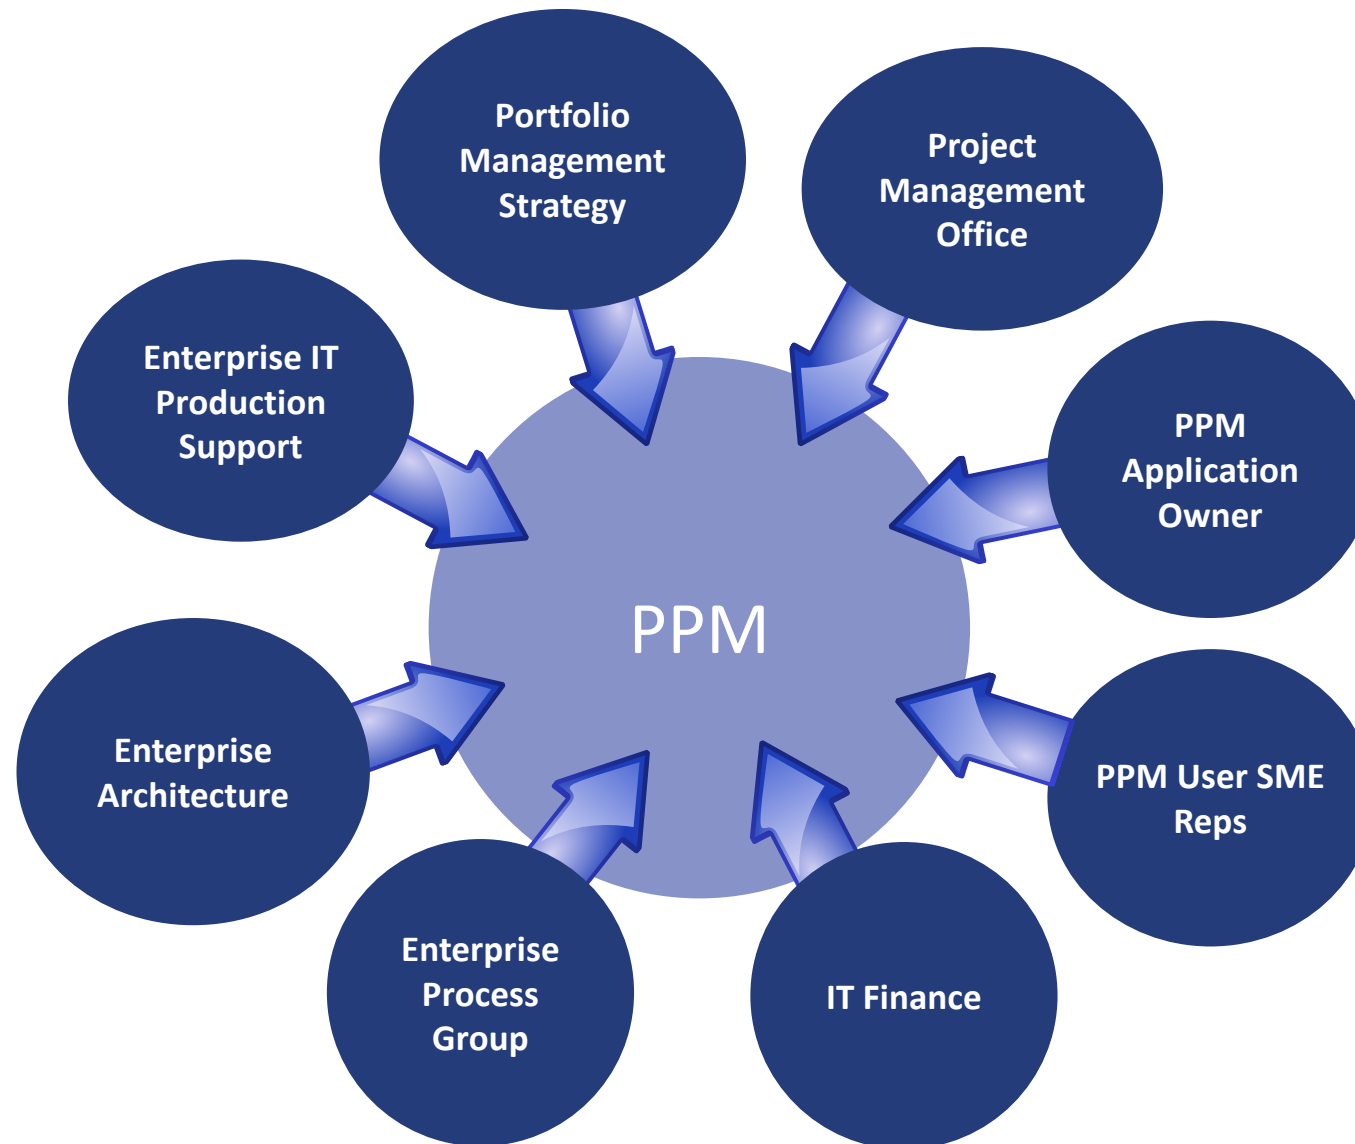 Portfolio
Management
Strategy
Project
Management
Office
Enterprise IT
Production
Support
PPM
Application
Owner
PPM
Enterprise
Architecture
PPM User SME
Reps
Enterprise
Process
Group
IT Finance